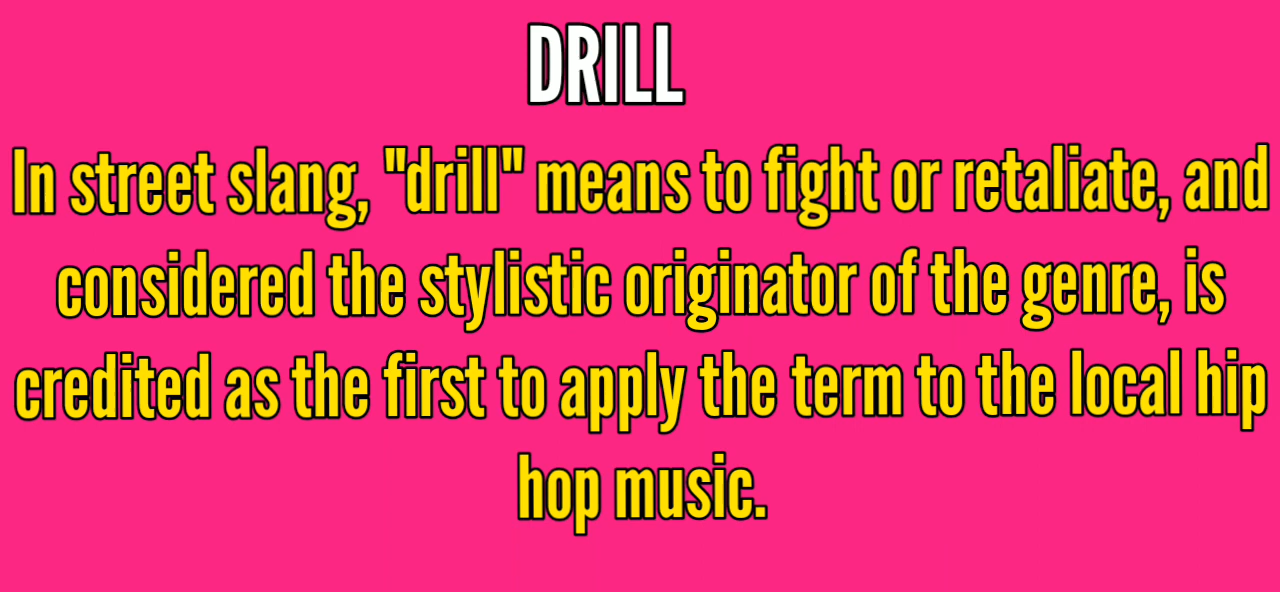 DRILL
In street slang, "drill" means to fight or retaliate, and
considered the stylistic originator of the genre, is
credited as the first to apply the term to the local hip
hop music.